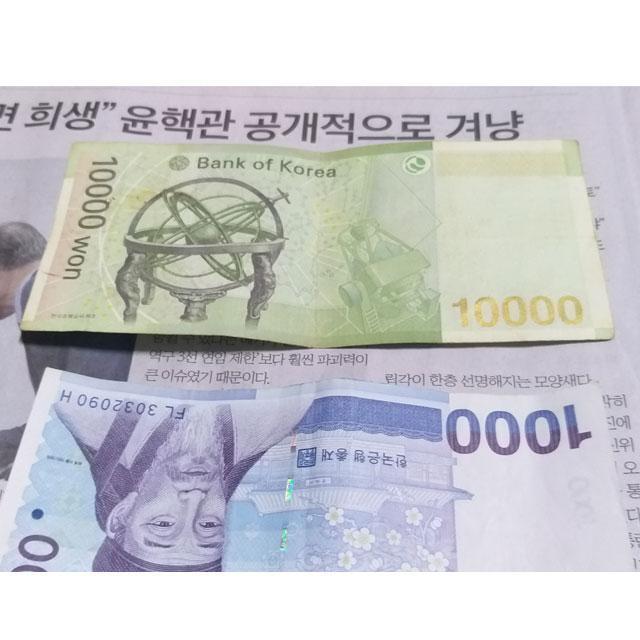 면 희생” 윤핵관 공개적으로 겨냥
Bank of Korea
10000 won
10000
역구 3선 연임 제한’보다 훨씬 파괴력이
큰 이슈였기 때문이다.
립각이 한층 선명해지는 모양새다.
FL 3032090 H
1000
한국은행 총재